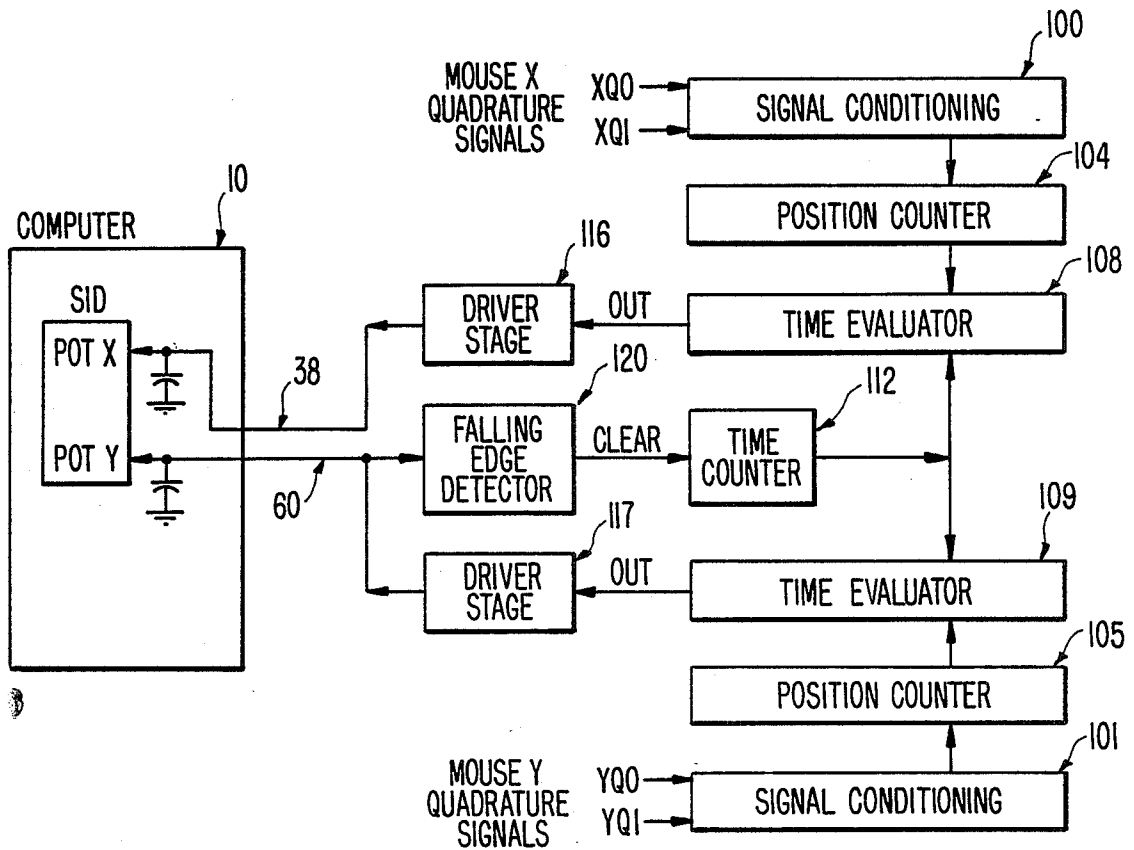 100
MOUSE X
QUADRATURE
SIGNALS
XQ0
XQ1
SIGNAL CONDITIONING
104
POSITION COUNTER
10
COMPUTER
108
116
SID
DRIVER
STAGE
OUT
TIME EVALUATOR
POT X
38
120
112
FALLING
EDGE
DETECTOR
CLEAR
TIME
COUNTER
POT Y
60
109
117
DRIVER
STAGE
OUT
TIME EVALUATOR
105
POSITION COUNTER
101
MOUSE Y
QUADRATURE
SIGNALS
YQ0
YQ1
SIGNAL CONDITIONING